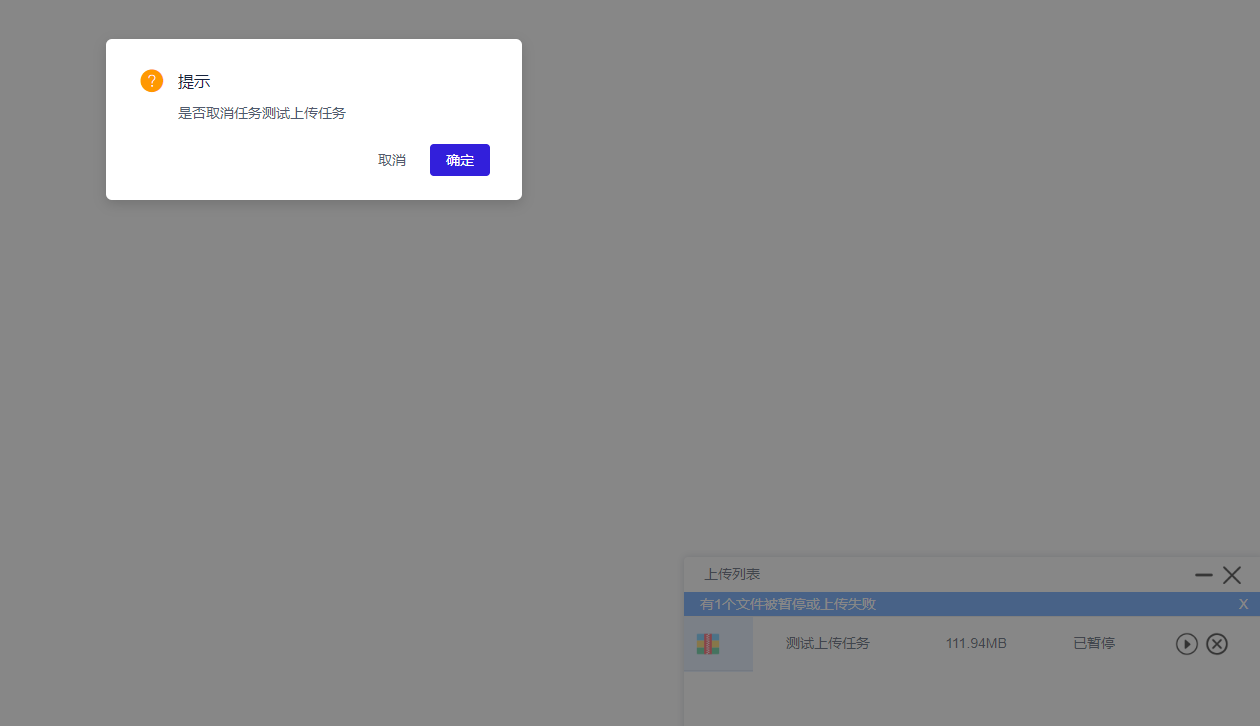 提示
是否取消任务测试上传任务
取消 确定
上传列表
有1个文件被暂停或上传失败 X
测试上传任务 111.94MB 已暂停